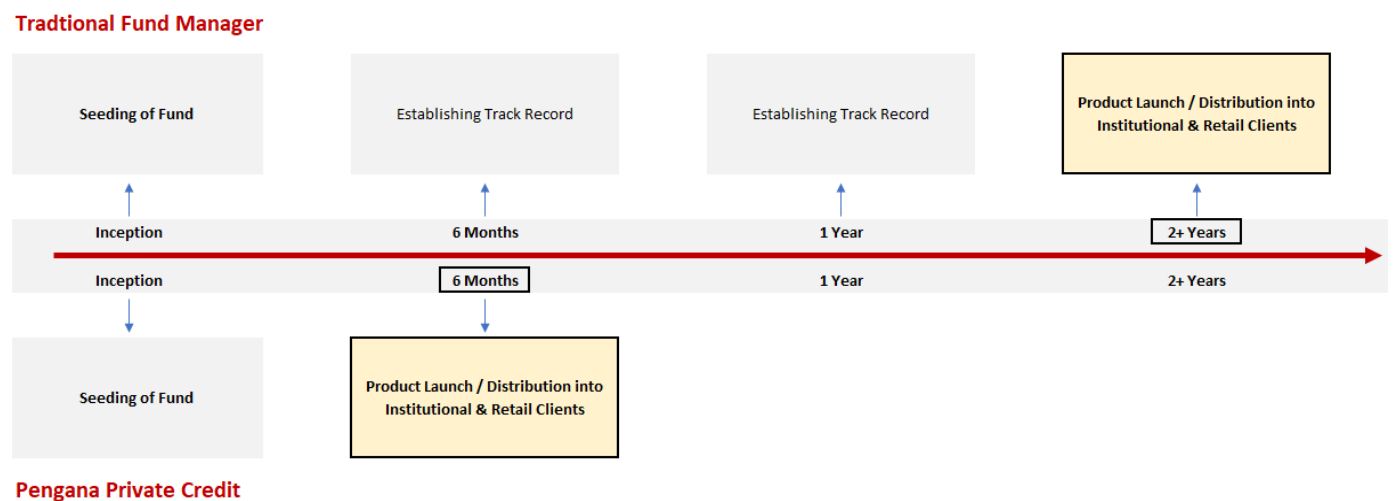 Tradtional Fund Manager
Seeding of Fund
Establishing Track Record
Establishing Track Record
Product Launch / Distribution into
Institutional & Retail Clients
Inception
6 Months
1 Year
2+ Years
Inception
6 Months
1 Year
2+ Years
Seeding of Fund
Product Launch / Distribution into
Institutional & Retail Clients
Pengana Private Credit